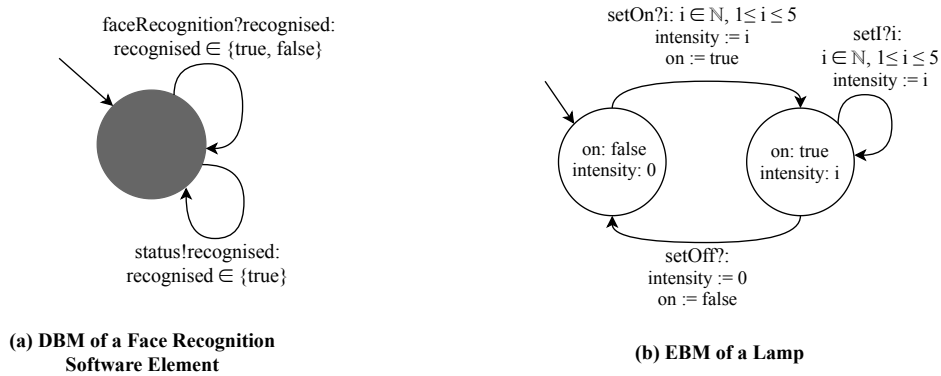 faceRecognition?recognised:
recognised ∈ {true, false}
status!recognised:
recognised ∈ {true}
(a) DBM of a Face Recognition
Software Element
setOn?i: i ∈ ℕ, 1≤ i ≤ 5
intensity := i
on := true
setI?i:
i ∈ ℕ, 1≤ i ≤ 5
intensity := i
on: false
intensity: 0
on: true
intensity: i
setOff?:
intensity := 0
on := false
(b) EBM of a Lamp